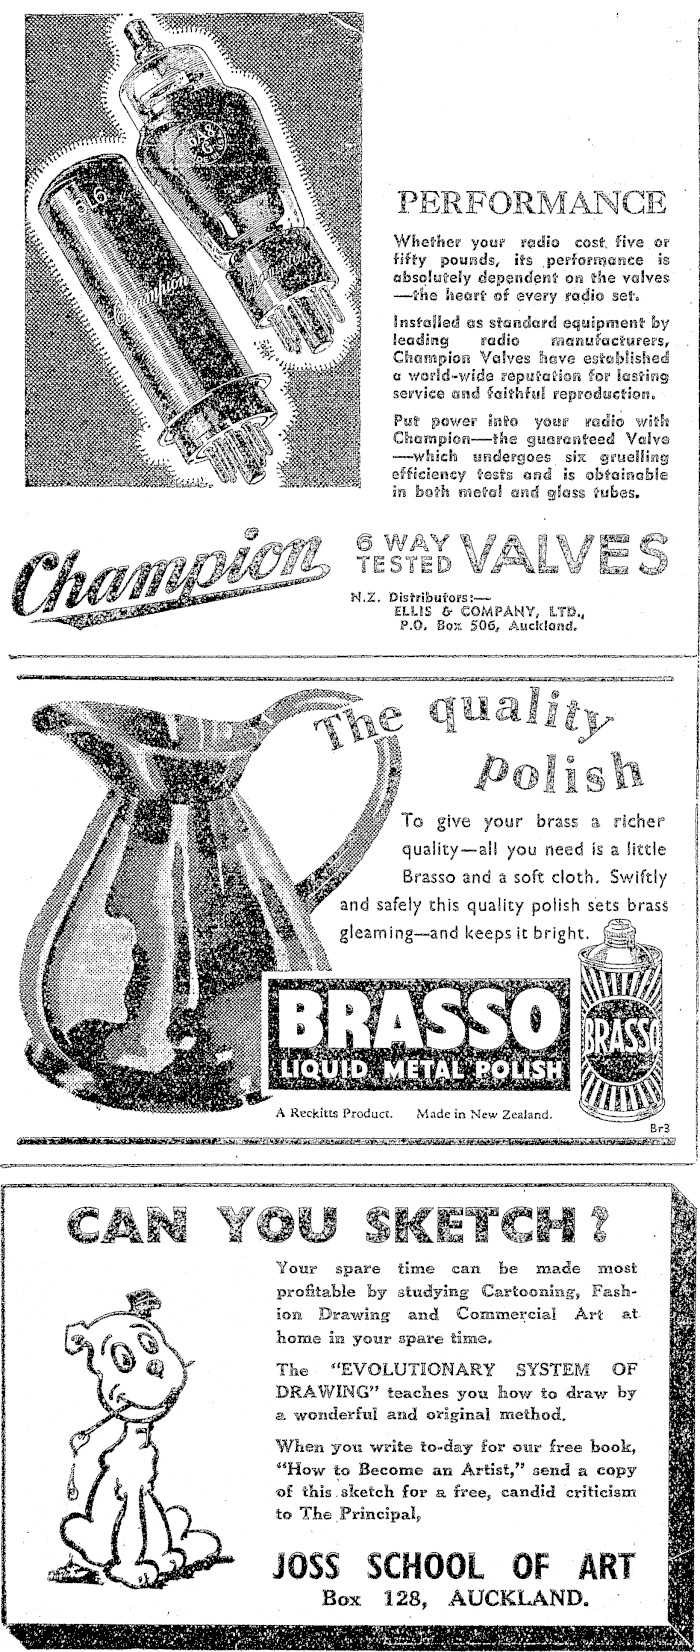 6A8
G
6L6
Champion
Champion
PERFORMANCE
Whether your radio cost five or
fifty pounds, its performance is
absolutely dependent on the valves
—the heart of every radio set.
Installed as standard equipment by
leading radio manufacturers,
Champion Valves have established
a world-wide reputation for lasting
service and faithful reproduction.
Put power into your radio with
Champion—the guaranteed Valve
—which undergoes six gruelling
efficiency tests and is obtainable
in both metal and glass tubes.
Champion
6 WAY
TESTED VALVES
N.Z. Distributors:—
ELLIS & COMPANY, LTD.,
P.O. Box 506, Auckland.
The quality
polish
To give your brass a richer
quality—all you need is a little
Brasso and a soft cloth. Swiftly
and safely this quality polish sets brass
gleaming—and keeps it bright.
BRASSO
LIQUID METAL POLISH
BRASSO
A Reckitts Product. Made in New Zealand.
Br3
CAN YOU SKETCH?
Your spare time can be made most
profitable by studying Cartooning, Fash-
ion Drawing and Commercial Art at
home in your spare time.
The "EVOLUTIONARY SYSTEM OF
DRAWING" teaches you how to draw by
a wonderful and original method.
When you write to-day for our free book,
"How to Become an Artist," send a copy
of this sketch for a free, candid criticism
to The Principal,
JOSS SCHOOL OF ART
Box 128, AUCKLAND.